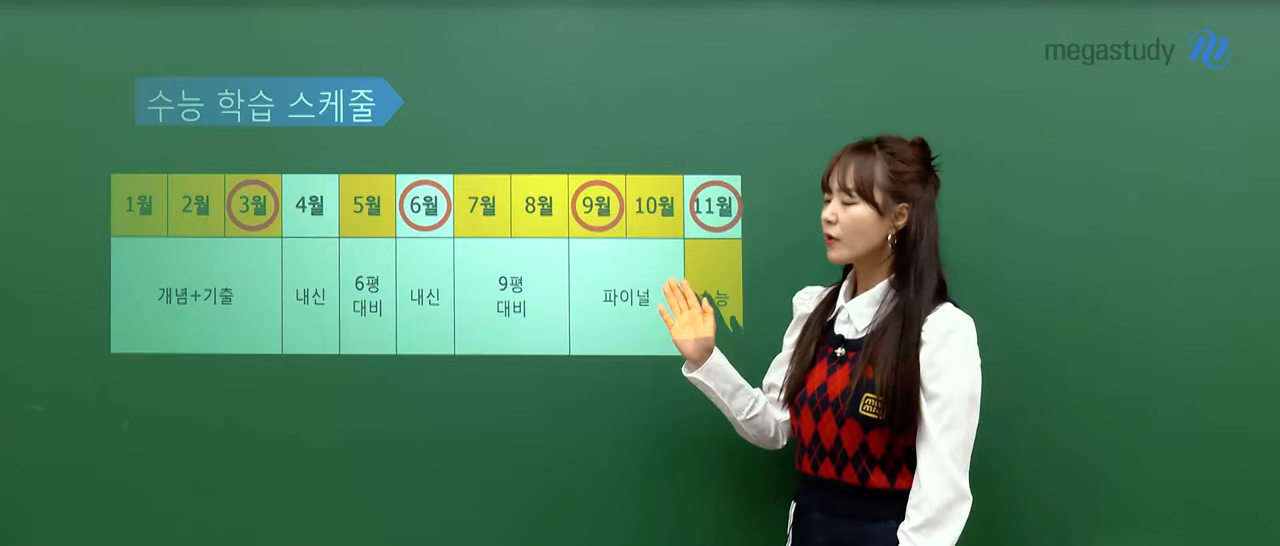 megastudy
수능 학습 스케줄
1월 2월 3월 4월 5월 6월 7월 8월 9월 10월 11월
개념+기출 내신 6평 대비 내신 9평 대비 파이널